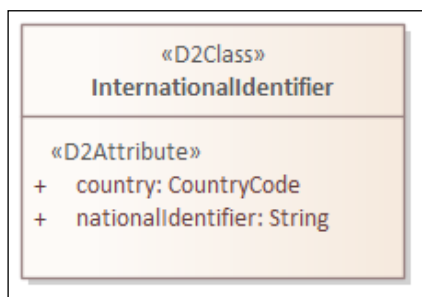 «D2Class»
InternationalIdentifier
«D2Attribute»
+ country: CountryCode
+ nationalIdentifier: String